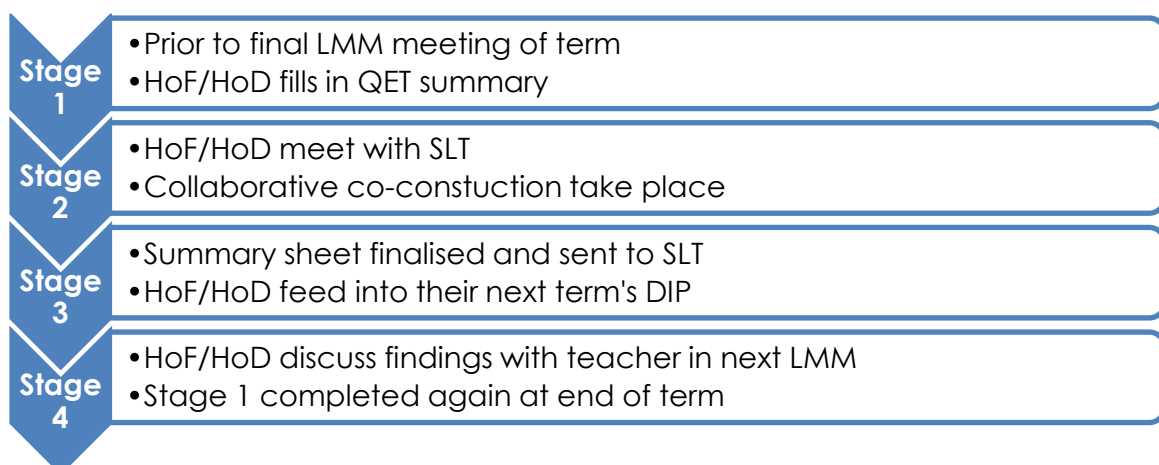 Stage
1
•Prior to final LMM meeting of term
•HoF/HoD fills in QET summary
Stage
2
•HoF/HoD meet with SLT
•Collaborative co-constuction take place
Stage
3
•Summary sheet finalised and sent to SLT
•HoF/HoD feed into their next term's DIP
Stage
4
•HoF/HoD discuss findings with teacher in next LMM
•Stage 1 completed again at end of term